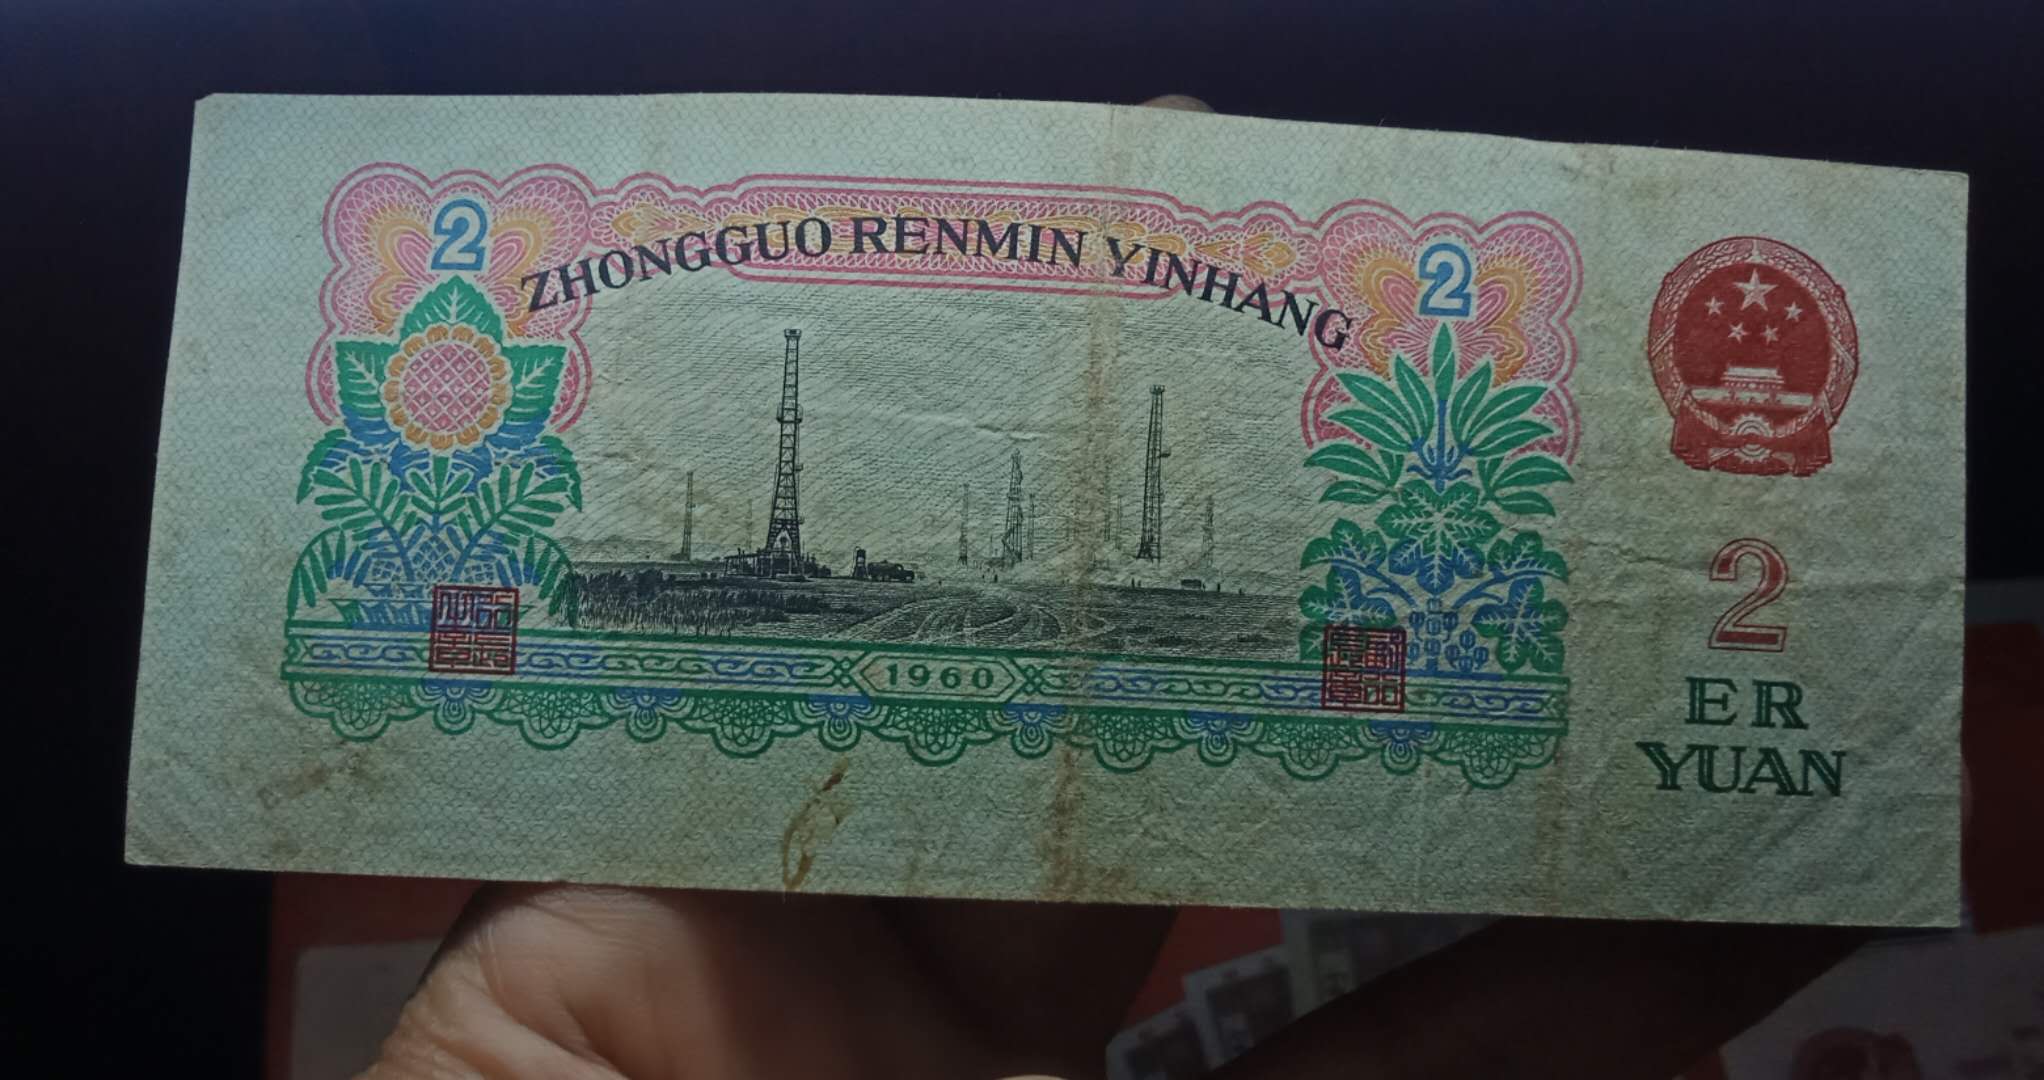 2
2
ZHONGGUO RENMIN YINHANG
1960
2
ER
YUAN